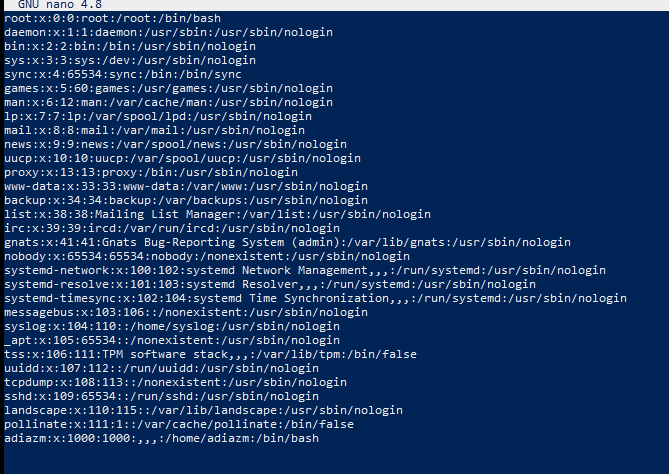 GNU nano 4.8
root:x:0:0:root:/root:/bin/bash
daemon:x:1:1:daemon:/usr/sbin:/usr/sbin/nologin
bin:x:2:2:bin:/bin:/usr/sbin/nologin
sys:x:3:3:sys:/dev:/usr/sbin/nologin
sync:x:4:65534:sync:/bin:/bin/sync
games:x:5:60:games:/usr/games:/usr/sbin/nologin
man:x:6:12:man:/var/cache/man:/usr/sbin/nologin
lp:x:7:7:lp:/var/spool/lpd:/usr/sbin/nologin
mail:x:8:8:mail:/var/mail:/usr/sbin/nologin
news:x:9:9:news:/var/spool/news:/usr/sbin/nologin
uucp:x:10:10:uucp:/var/spool/uucp:/usr/sbin/nologin
proxy:x:13:13:proxy:/bin:/usr/sbin/nologin
www-data:x:33:33:www-data:/var/www:/usr/sbin/nologin
backup:x:34:34:backup:/var/backups:/usr/sbin/nologin
list:x:38:38:Mailing List Manager:/var/list:/usr/sbin/nologin
irc:x:39:39:ircd:/var/run/ircd:/usr/sbin/nologin
gnats:x:41:41:Gnats Bug-Reporting System (admin):/var/lib/gnats:/usr/sbin/nologin
nobody:x:65534:65534:nobody:/nonexistent:/usr/sbin/nologin
systemd-network:x:100:102:systemd Network Management,,,:/run/systemd:/usr/sbin/nologin
systemd-resolve:x:101:103:systemd Resolver,,,:/run/systemd:/usr/sbin/nologin
systemd-timesync:x:102:104:systemd Time Synchronization,,,:/run/systemd:/usr/sbin/nologin
messagebus:x:103:106::/nonexistent:/usr/sbin/nologin
syslog:x:104:110::/home/syslog:/usr/sbin/nologin
_apt:x:105:65534::/nonexistent:/usr/sbin/nologin
tss:x:106:111:TPM software stack,,,:/var/lib/tpm:/bin/false
uuidd:x:107:112::/run/uuidd:/usr/sbin/nologin
tcpdump:x:108:113::/nonexistent:/usr/sbin/nologin
sshd:x:109:65534::/run/sshd:/usr/sbin/nologin
landscape:x:110:115::/var/lib/landscape:/usr/sbin/nologin
pollinate:x:111:1::/var/cache/pollinate:/bin/false
adiazm:x:1000:1000:,,,:/home/adiazm:/bin/bash